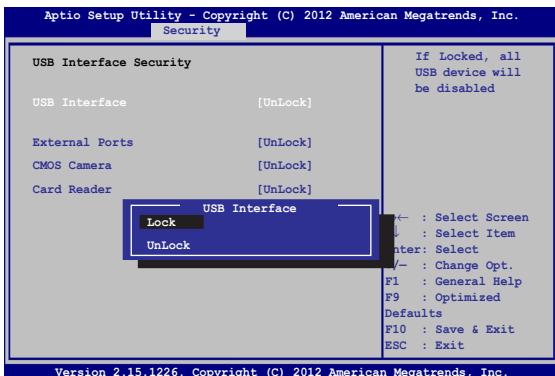 Aptio Setup Utility - Copyright (C) 2012 American Megatrends, Inc.
Security
USB Interface Security
USB Interface [UnLock]
External Ports [UnLock]
CMOS Camera [UnLock]
Card Reader [UnLock]
USB Interface
Lock
UnLock
If Locked, all
USB device will
be disabled
→← : Select Screen
↓ : Select Item
nter: Select
/— : Change Opt.
F1 : General Help
F9 : Optimized
Defaults
F10 : Save & Exit
ESC : Exit
Version 2.15.1226. Copyright (C) 2012 American Megatrends, Inc.